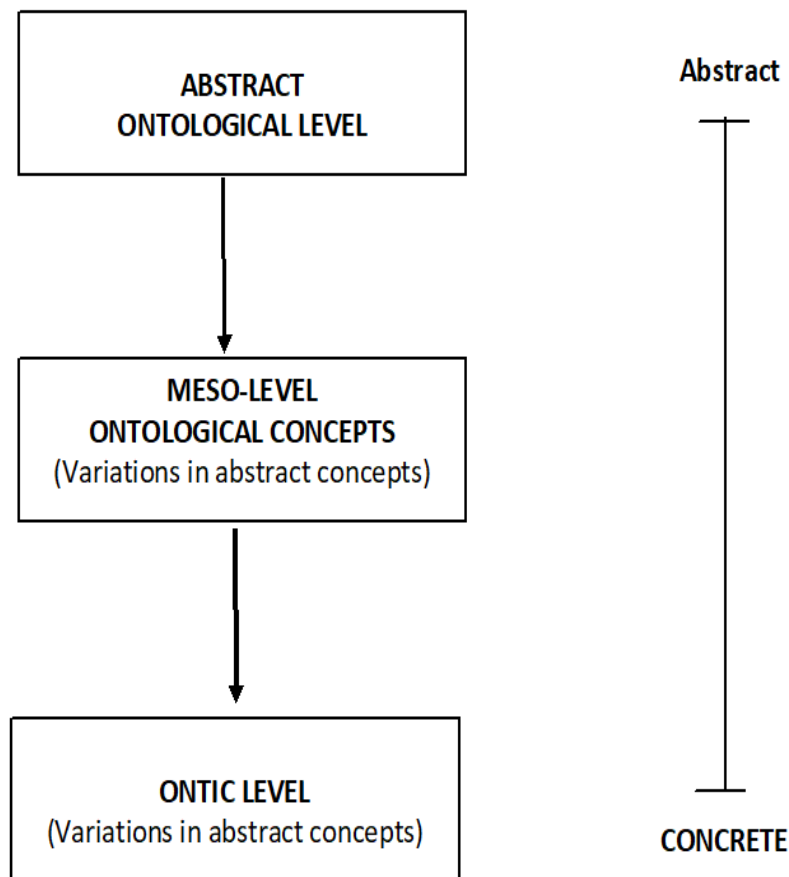 ABSTRACT
ONTOLOGICAL LEVEL
Abstract
MESO-LEVEL
ONTOLOGICAL CONCEPTS
(Variations in abstract concepts)
ONTIC LEVEL
(Variations in abstract concepts)
CONCRETE